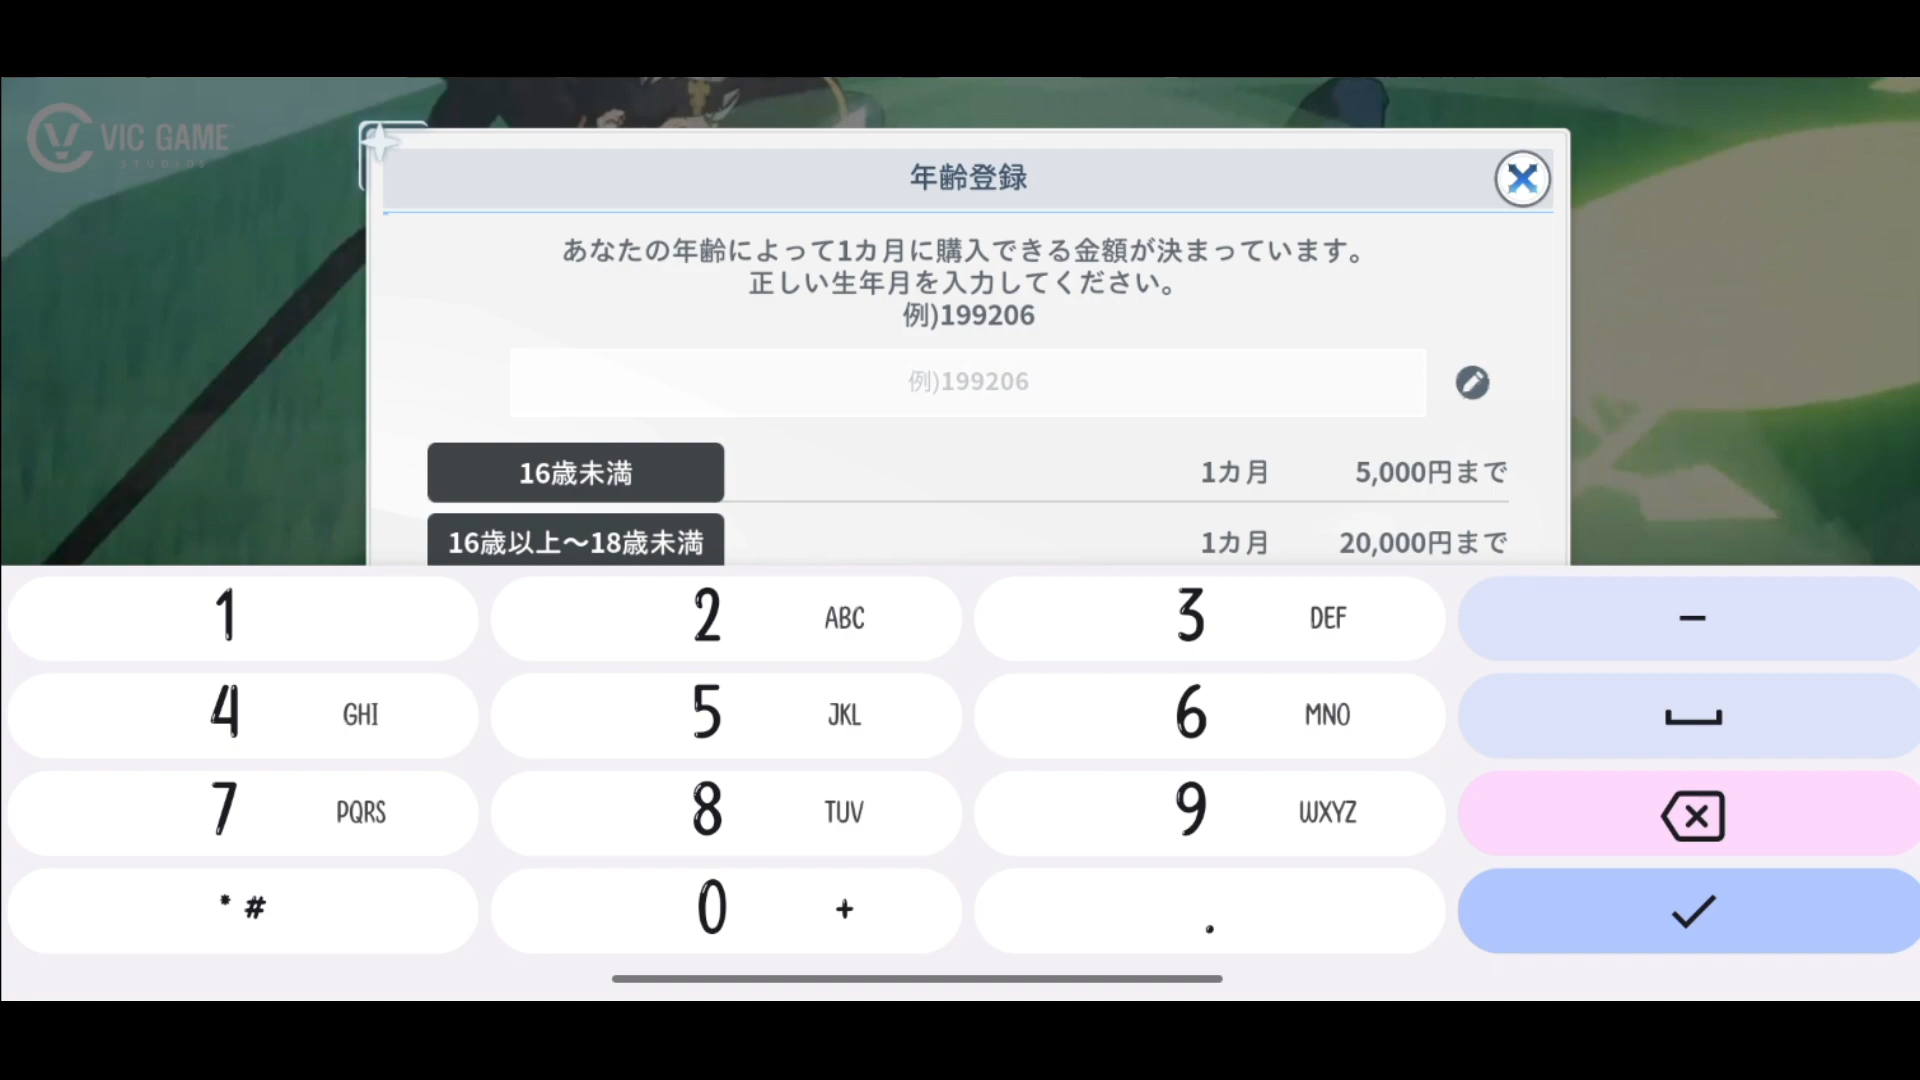 VIC GAME
STUDIOS
年齢登録
あなたの年齢によって1カ月に購入できる金額が決まっています。
正しい生年月を入力してください。
例)199206
例)199206
16歳未満 1カ月 5,000円まで
16歳以上〜18歳未満 1カ月 20,000円まで
1 2 ABC 3 DEF –
4 GHI 5 JKL 6 MNO
7 PQRS 8 TUV 9 WXYZ
* # 0 + .